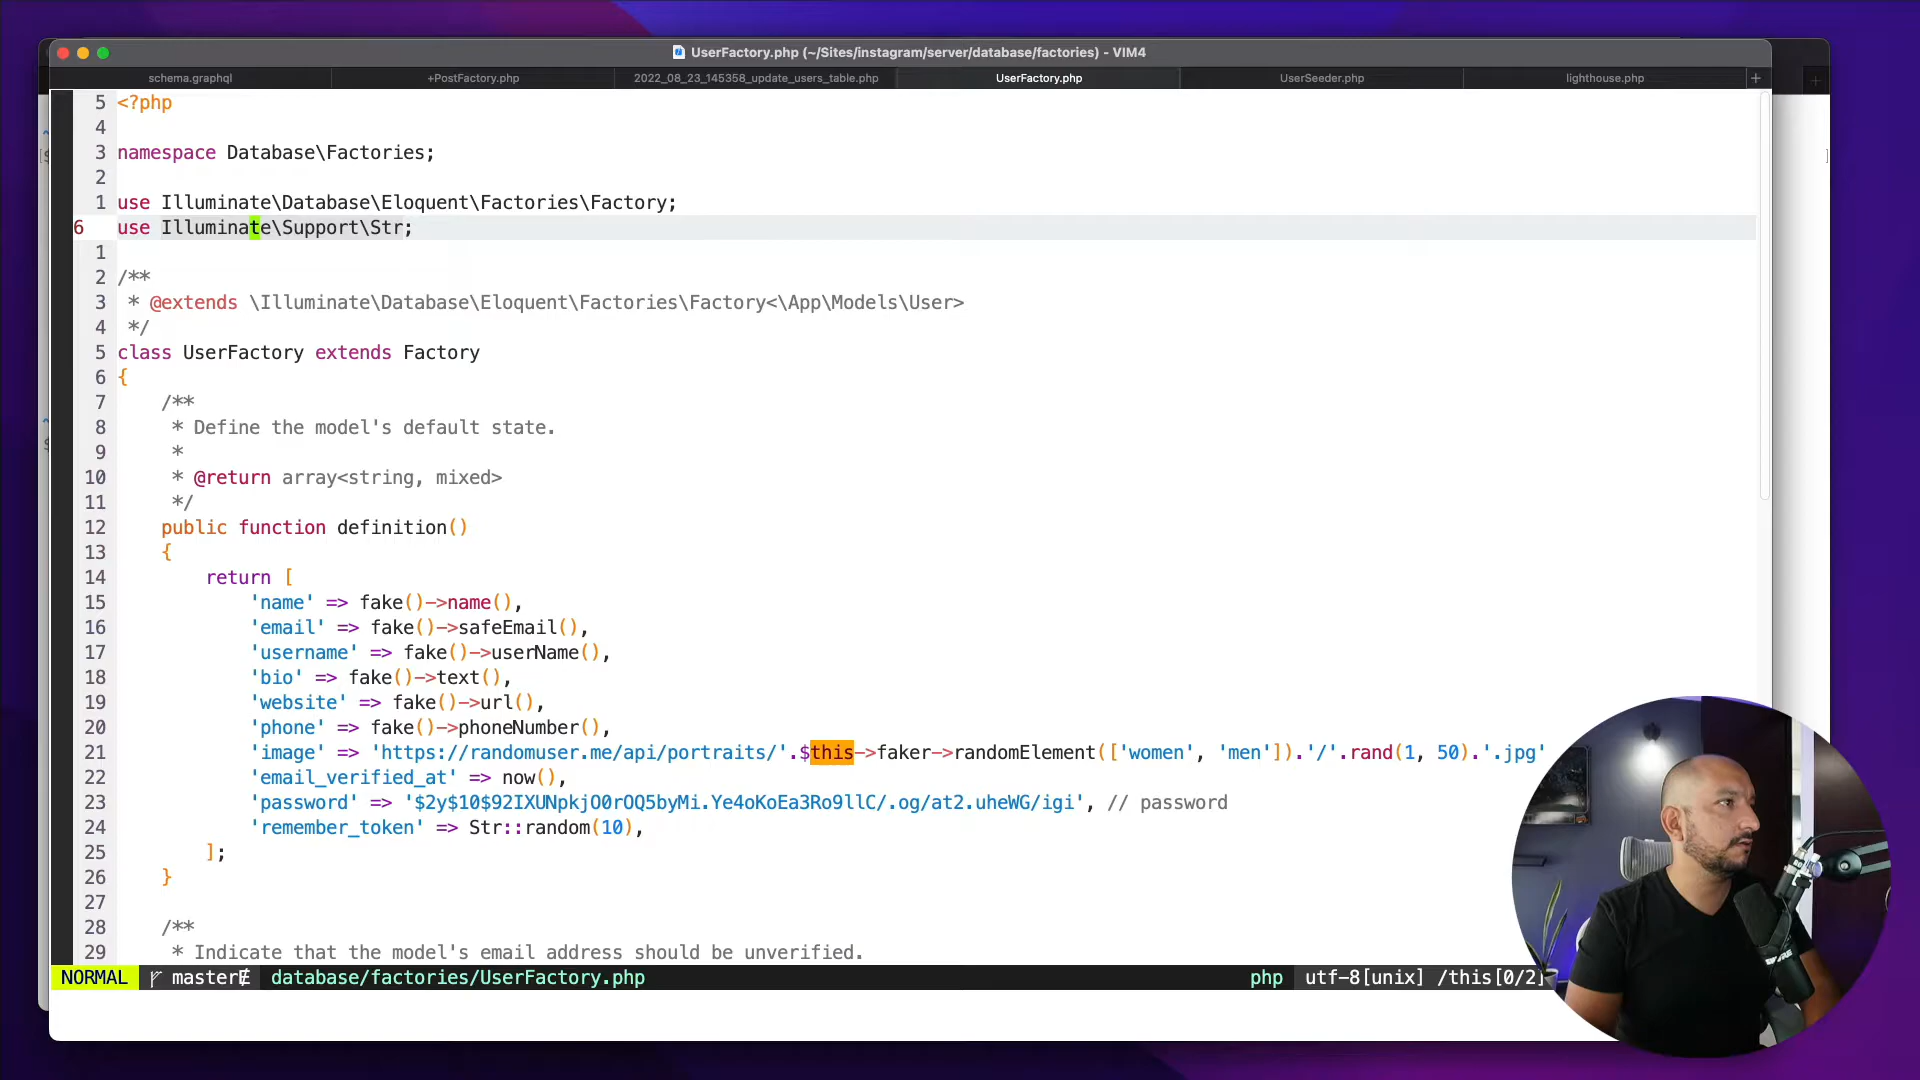 UserFactory.php (~/Sites/instagram/server/database/factories) - VIM4
schema.graphql
+PostFactory.php
2022_08_23_145358_update_users_table.php
UserFactory.php
UserSeeder.php
lighthouse.php
+
5 <?php
4
3 namespace Database\Factories;
2
1 use Illuminate\Database\Eloquent\Factories\Factory;
6 use Illuminate\Support\Str;
1
2 /**
3  * @extends \Illuminate\Database\Eloquent\Factories\Factory<\App\Models\User>
4  */
5 class UserFactory extends Factory
6 {
7     /**
8      * Define the model's default state.
9      *
10      * @return array<string, mixed>
11      */
12     public function definition()
13     {
14         return [
15             'name' => fake()->name(),
16             'email' => fake()->safeEmail(),
17             'username' => fake()->userName(),
18             'bio' => fake()->text(),
19             'website' => fake()->url(),
20             'phone' => fake()->phoneNumber(),
21             'image' => 'https://randomuser.me/api/portraits/'.$this->faker->randomElement(['women', 'men']).'/'.rand(1, 50).'.jpg'
22             'email_verified_at' => now(),
23             'password' => '$2y$10$92IXUNpkjO0rOQ5byMi.Ye4oKoEa3Ro9llC/.og/at2.uheWG/igi', // password
24             'remember_token' => Str::random(10),
25         ];
26     }
27
28     /**
29      * Indicate that the model's email address should be unverified.
NORMAL master database/factories/UserFactory.php php utf-8[unix] /this[0/2]